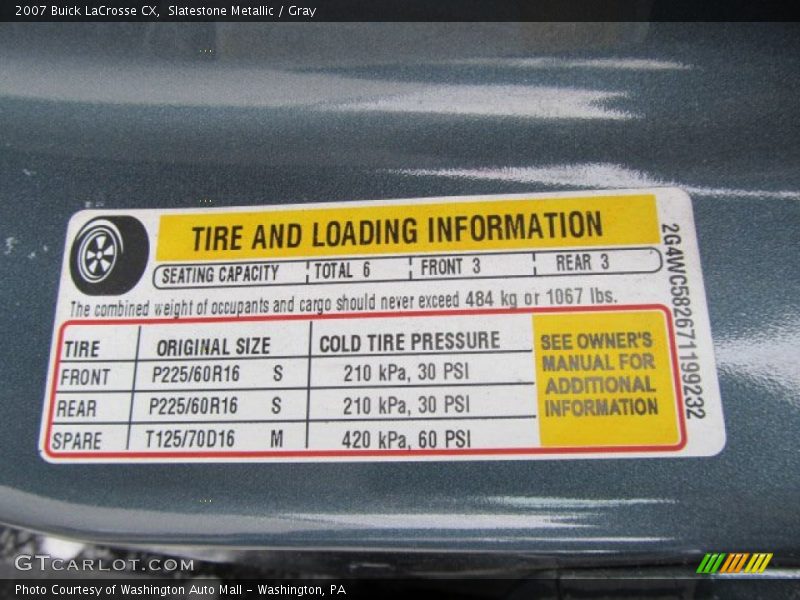 2007 Buick LaCrosse CX, Slatestone Metallic / Gray
TIRE AND LOADING INFORMATION
SEATING CAPACITY TOTAL 6 FRONT 3 REAR 3
The combined weight of occupants and cargo should never exceed 484 kg or 1067 lbs.
TIRE ORIGINAL SIZE COLD TIRE PRESSURE
FRONT P225/60R16 S 210 kPa, 30 PSI
REAR P225/60R16 S 210 kPa, 30 PSI
SPARE T125/70D16 M 420 kPa, 60 PSI
SEE OWNER'S
MANUAL FOR
ADDITIONAL
INFORMATION
2G4WC582671199232
GTCARLOT.COM
Photo Courtesy of Washington Auto Mall - Washington, PA